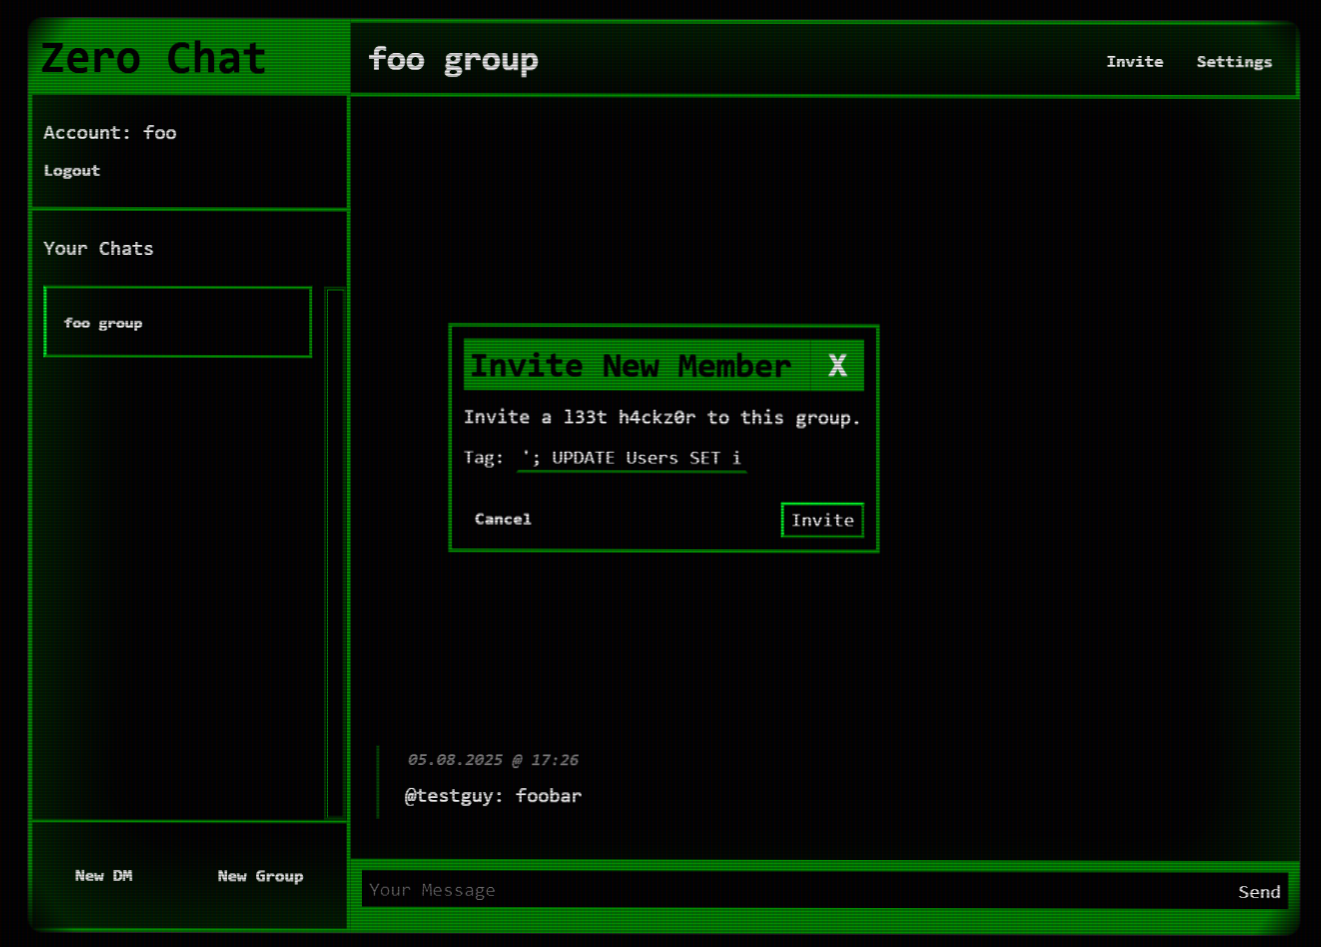 Zero Chat
foo group
Invite
Settings
Account: foo
Logout
Your Chats
foo group
Invite New Member
X
Invite a l33t h4ckz0r to this group.
Tag: '; UPDATE Users SET i
Cancel
Invite
05.08.2025 @ 17:26
@testguy: foobar
New DM
New Group
Your Message
Send